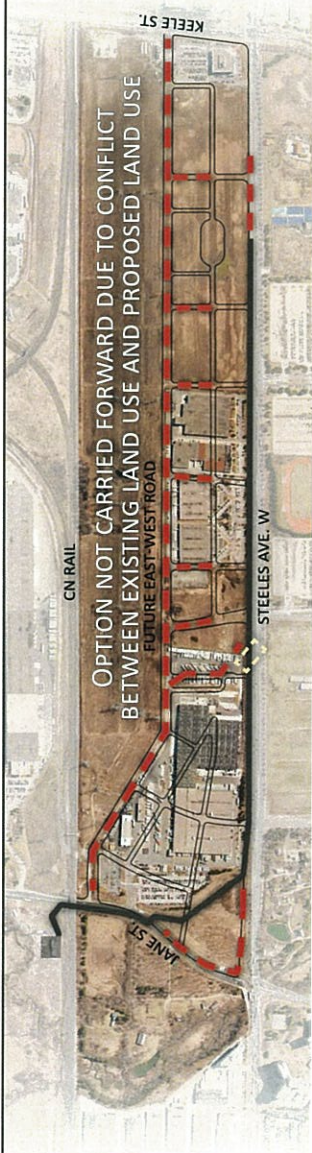 KEELE ST.
OPTION NOT CARRIED FORWARD DUE TO CONFLICT
BETWEEN EXISTING LAND USE AND PROPOSED LAND USE
CN RAIL
FUTURE EAST-WEST ROAD
STEELES AVE. W
JANE ST